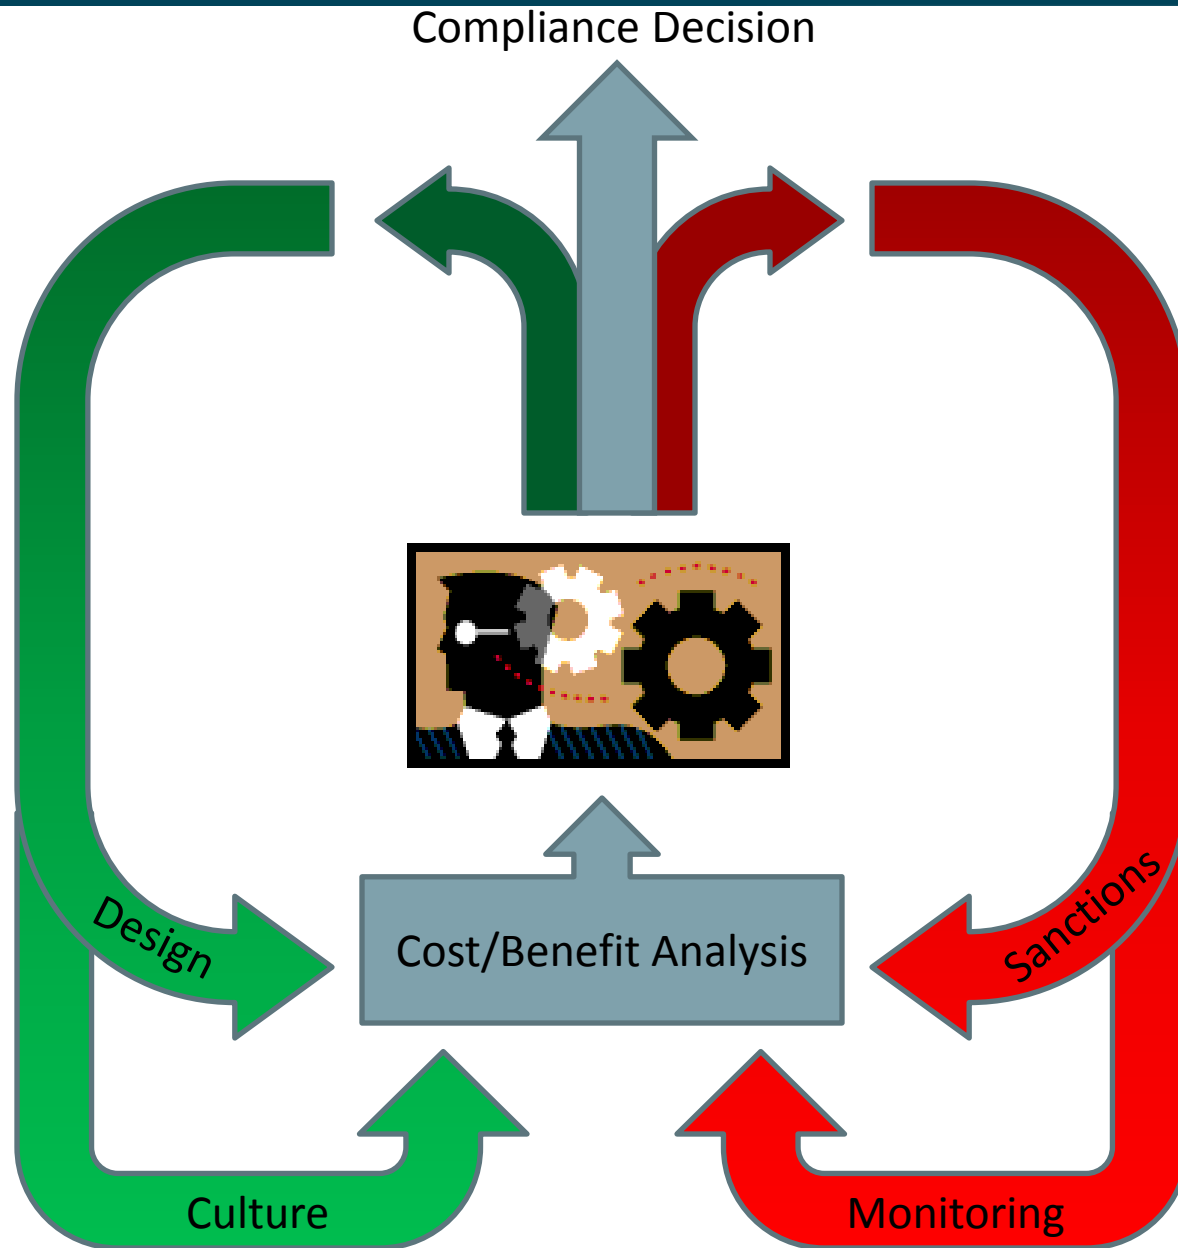 Compliance Decision
Design
Cost/Benefit Analysis
Sanctions
Culture
Monitoring